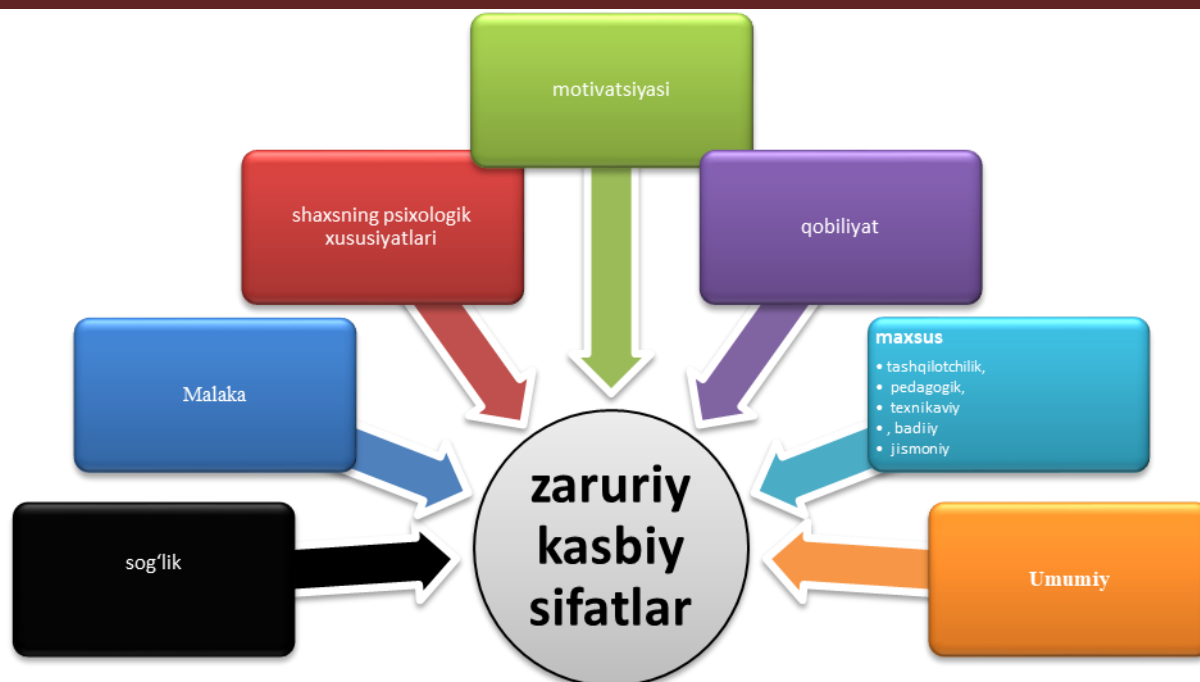 motivatsiyasi
shaxsning psixologik
xususiyatlari
qobiliyat
Malaka
maxsus
• tashqilotchilik,
• pedagogik,
• texnikaviy
• , badiiy
• jismoniy
sog‘lik
zaruriy
kasbiy
sifatlar
Umumiy